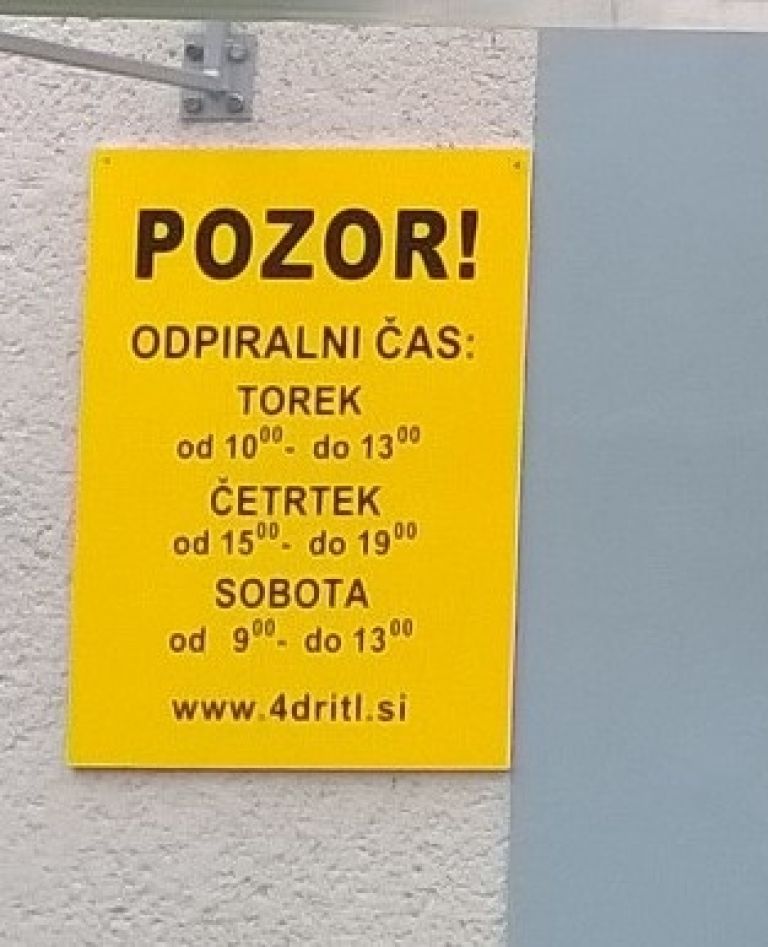 POZOR!
ODPIRALNI ČAS:
TOREK
od 10⁰⁰- do 13⁰⁰
ČETRTEK
od 15⁰⁰- do 19⁰⁰
SOBOTA
od 9⁰⁰- do 13⁰⁰
www.4dritl.si